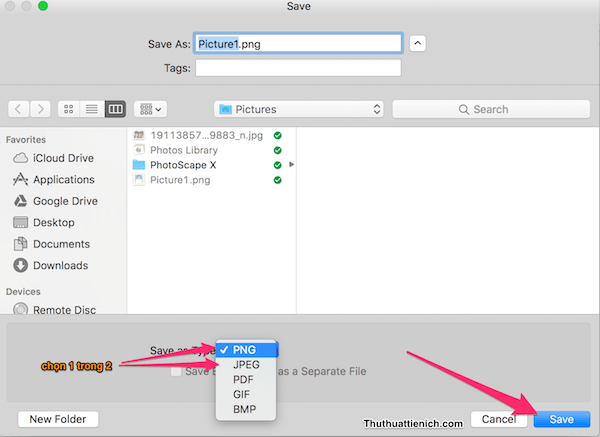 Save
Save As: Picture1.png
Tags:
Pictures
Search
Favorites
iCloud Drive
Applications
Google Drive
Desktop
Documents
Downloads
Devices
Remote Disc
19113857...9883_n.jpg
Photos Library
PhotoScape X
Picture1.png
Save as Type
PNG
JPEG
PDF
GIF
BMP
chọn 1 trong 2
as a Separate File
New Folder
Thuthuattienich.com
Cancel
Save